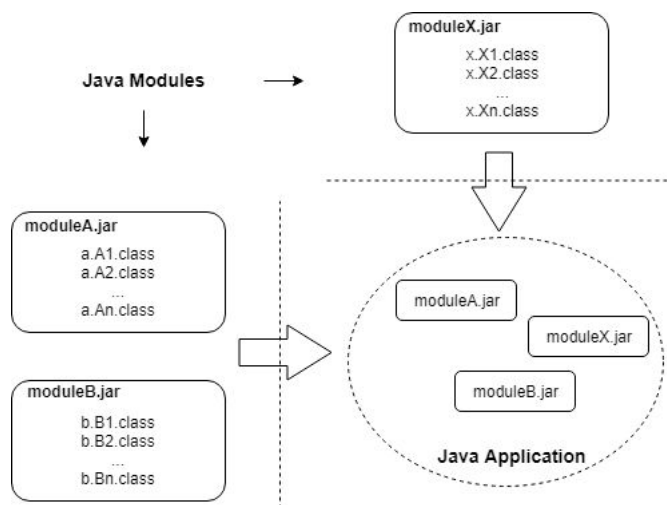 moduleX.jar
x.X1.class
x.X2.class
...
x.Xn.class
Java Modules
moduleA.jar
a.A1.class
a.A2.class
...
a.An.class
moduleB.jar
b.B1.class
b.B2.class
...
b.Bn.class
moduleA.jar
moduleX.jar
moduleB.jar
Java Application